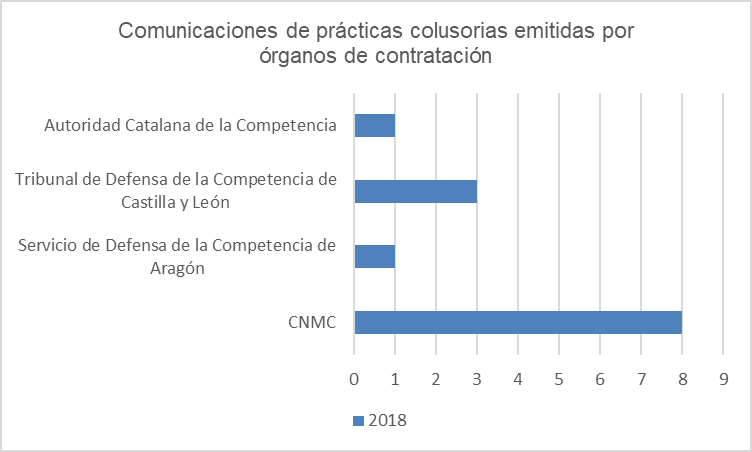 Comunicaciones de prácticas colusorias emitidas por
órganos de contratación
Autoridad Catalana de la Competencia
Tribunal de Defensa de la Competencia de
Castilla y León
Servicio de Defensa de la Competencia de
Aragón
CNMC
0 1 2 3 4 5 6 7 8 9
2018